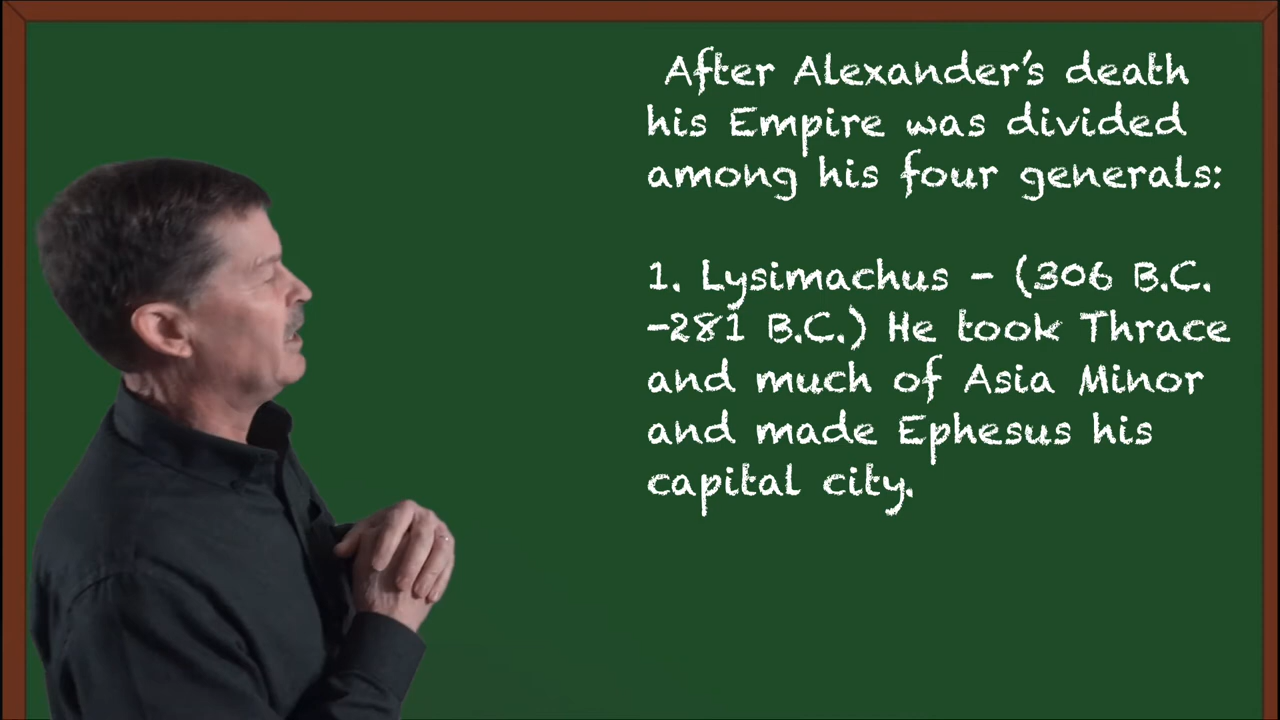 After Alexander's death
his Empire was divided
among his four generals:
1. Lysimachus - (306 B.C.
-281 B.C.) He took Thrace
and much of Asia Minor
and made Ephesus his
capital city.